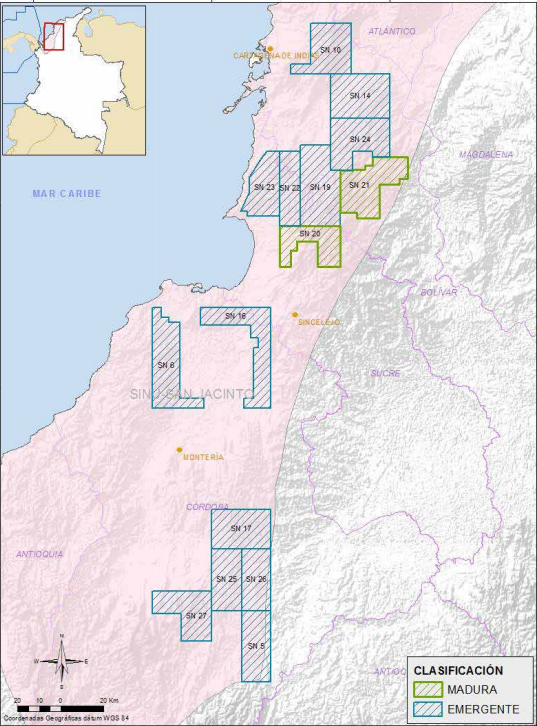 ATLÁNTICO
CARTAGENA DE INDIAS
SN 10
SN 14
SN 24
MAGDALENA
MAR CARIBE
SN 23
SN 22
SN 19
SN 21
SN 20
BOLÍVAR
SN 16
SINCELEJO
SN 6
SUCRE
SINÚ-SAN JACINTO
MONTERÍA
CÓRDOBA
SN 17
ANTIOQUIA
SN 25
SN 26
SN 27
SN 5
N
W
E
S
CLASIFICACIÓN
MADURA
EMERGENTE
20 10 0 20 Km
Coordenadas Geográficas dátum WGS 84